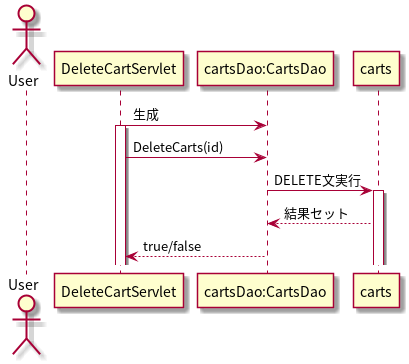 User
DeleteCartServlet
cartsDao:CartsDao
carts
生成
DeleteCarts(id)
DELETE文実行
結果セット
true/false
User
DeleteCartServlet
cartsDao:CartsDao
carts